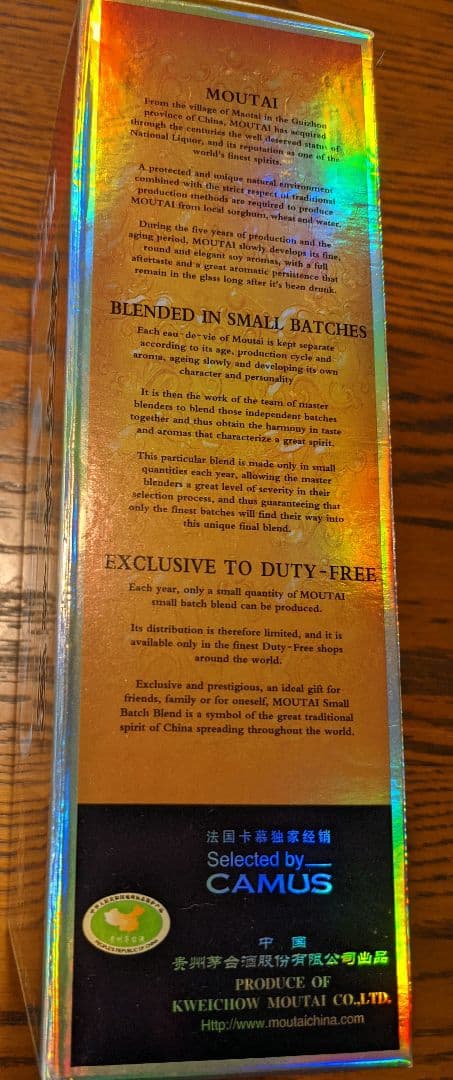 MOUTAI
From the village of Maotai in the Guizhou
province of China, MOUTAI has acquired
through the centuries the well deserved status of
National Liquor, and its reputation as one of the
world's finest spirits.
A protected and unique natural environment
combined with the strict respect of traditional
production methods are required to produce
MOUTAI from local sorghum, wheat and water.
During the five years of production and the
aging period, MOUTAI slowly develops its fine,
round and elegant soy aromas, with a full
aftertaste and a great aromatic persistence that
remain in the glass long after it's been drunk.
BLENDED IN SMALL BATCHES
Each eau-de-vie of Moutai is kept separate
according to its age, production cycle and
aroma, ageing slowly and developing its own
character and personality
It is then the work of the team of master
blenders to blend those independent batches
together and thus obtain the harmony in taste
and aromas that characterize a great spirit.
This particular blend is made only in small
quantities each year, allowing the master
blenders a great level of severity in their
selection process, and thus guaranteeing that
only the finest batches will find their way into
this unique final blend.
EXCLUSIVE TO DUTY-FREE
Each year, only a small quantity of MOUTAI
small batch blend can be produced.
Its distribution is therefore limited, and it is
available only in the finest Duty-Free shops
around the world.
Exclusive and prestigious, an ideal gift for
friends, family or for oneself, MOUTAI Small
Batch Blend is a symbol of the great traditional
spirit of China spreading throughout the world.
法国卡慕独家经销
Selected by
CAMUS
贵州茅台酒
PEOPLE'S REPUBLIC OF CHINA
中国
贵州茅台酒股份有限公司出品
PRODUCE OF
KWEICHOW MOUTAI CO.,LTD.
Http://www.moutaichina.com